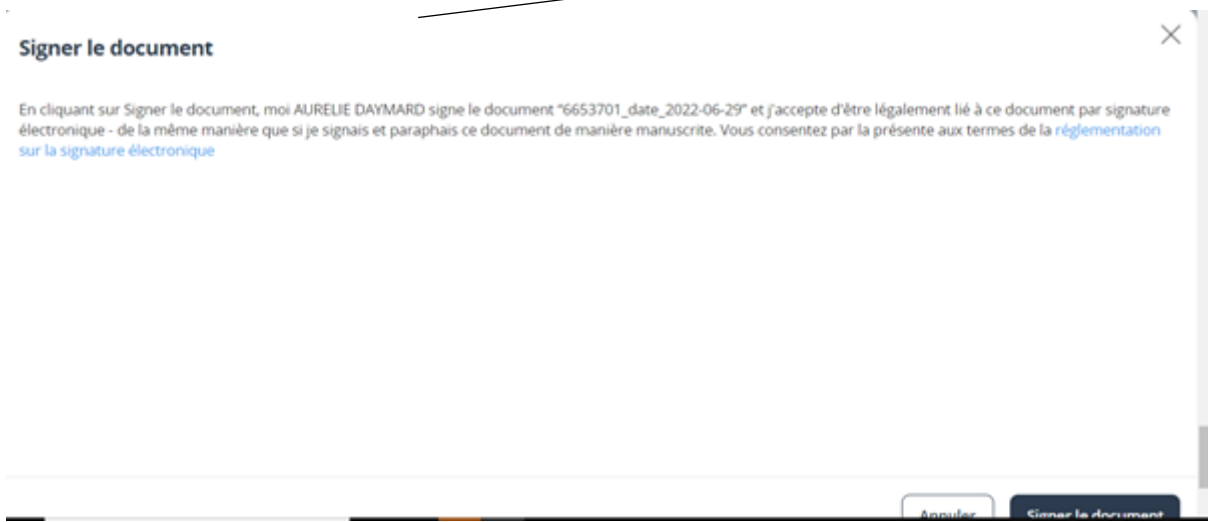 Signer le document
En cliquant sur Signer le document, moi AURELIE DAYMARD signe le document "6653701_date_2022-06-29" et j'accepte d'être légalement lié à ce document par signature
électronique - de la même manière que si je signais et paraphais ce document de manière manuscrite. Vous consentez par la présente aux termes de la réglementation
sur la signature électronique
Annuler
Signer le document